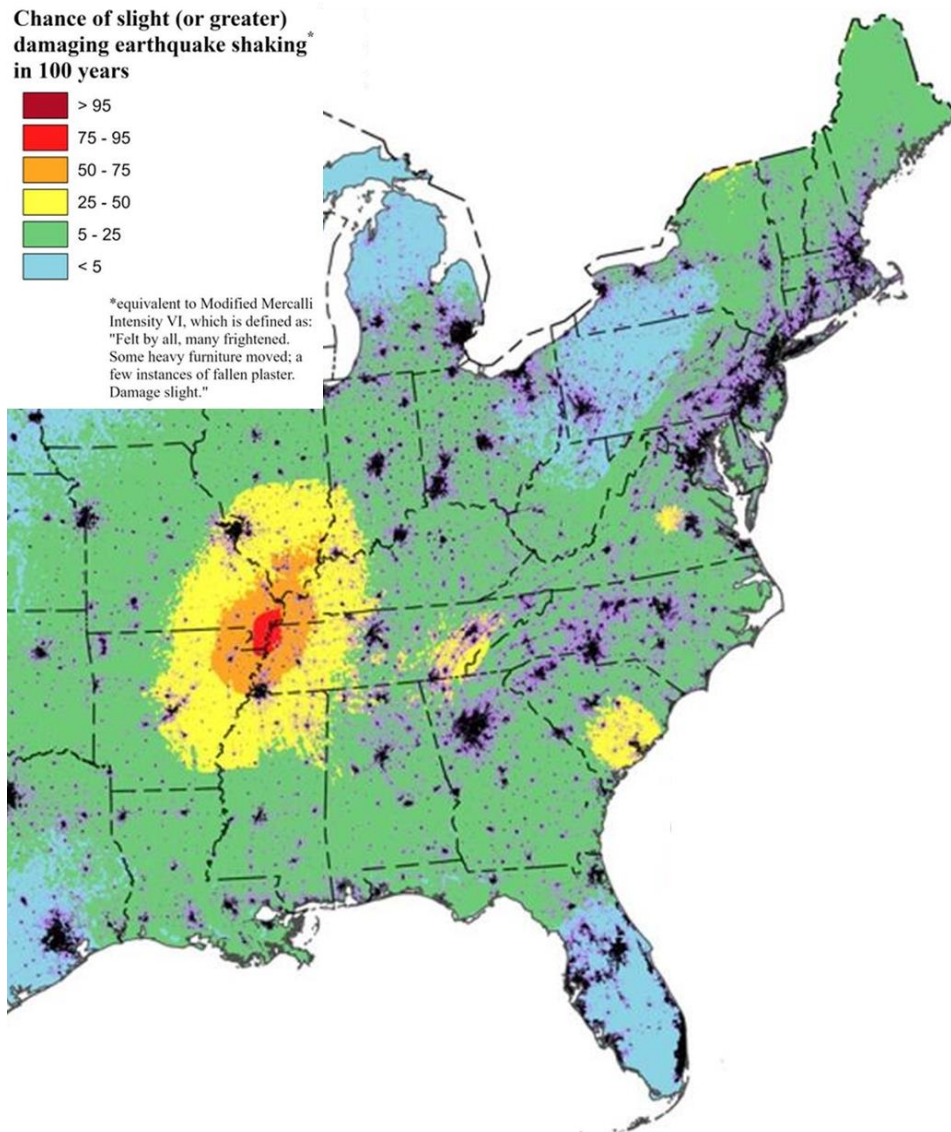 Chance of slight (or greater)
damaging earthquake shaking*
in 100 years
> 95
75 - 95
50 - 75
25 - 50
5 - 25
< 5
*equivalent to Modified Mercalli
Intensity VI, which is defined as:
"Felt by all, many frightened.
Some heavy furniture moved; a
few instances of fallen plaster.
Damage slight."